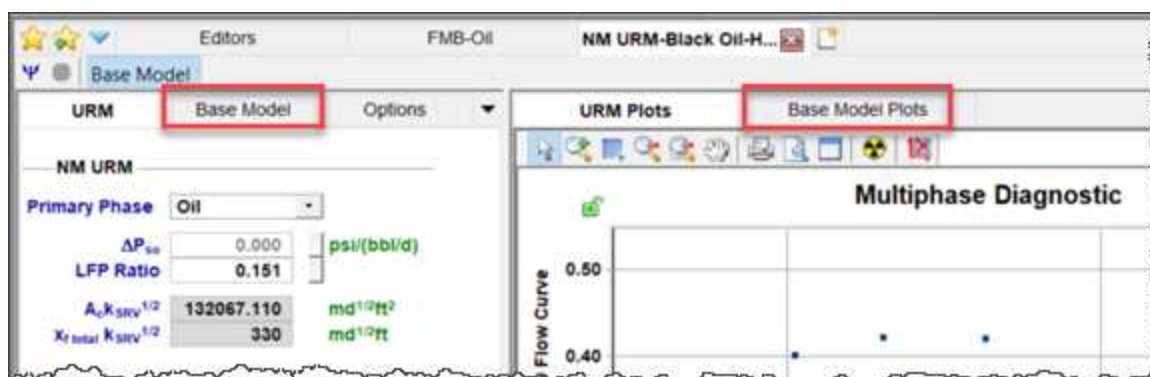 Editors FMB-Oil NM URM-Black Oil-H...
Ψ Base Model
URM Base Model Options URM Plots Base Model Plots
NM URM
Primary Phase Oil
Multiphase Diagnostic
ΔPso 0.000 psi/(bbl/d)
LFP Ratio 0.151
AckSRV1/2 132067.110 md1/2ft2
Xf total kSRV1/2 330 md1/2ft
0.50
0.40
Flow Curve